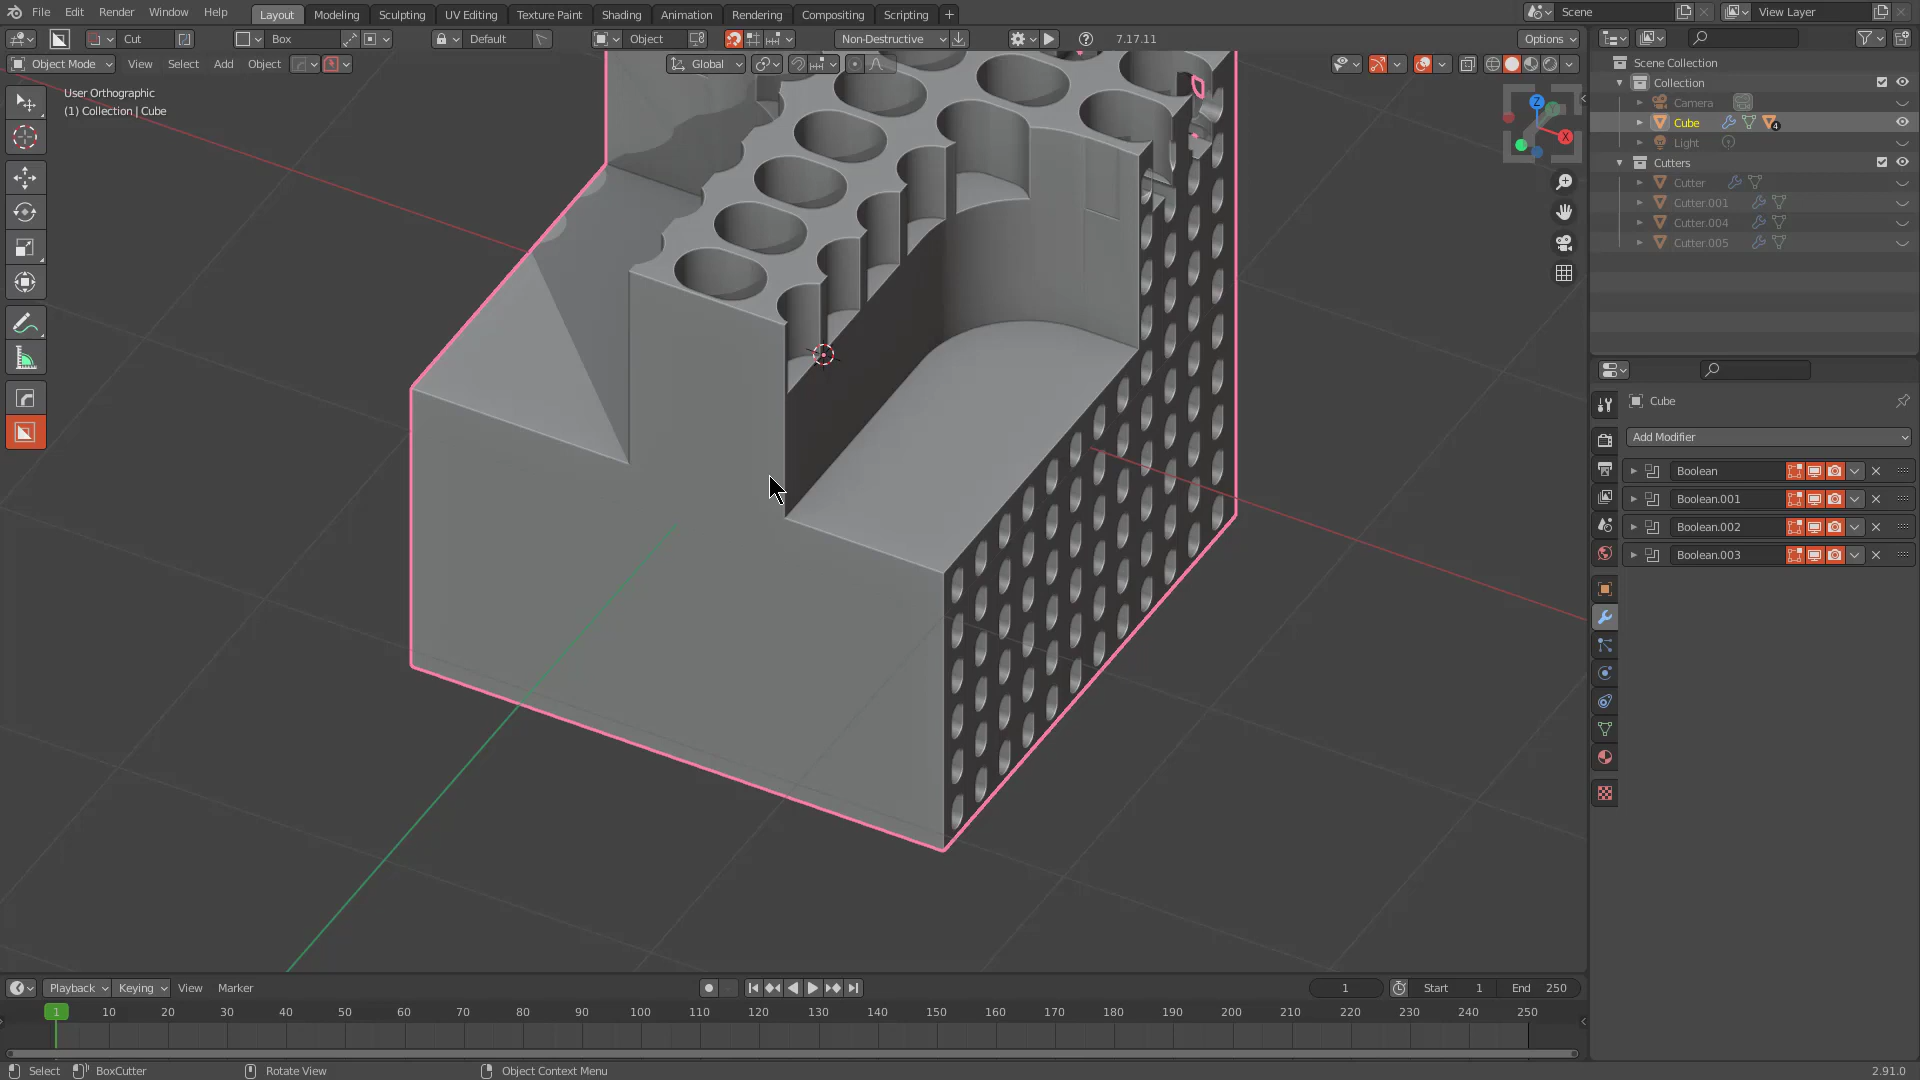 File Edit Render Window Help Layout Modeling Sculpting UV Editing Texture Paint Shading Animation Rendering Compositing Scripting + Scene View Layer
Cut Box Default Object Non-Destructive 7.17.11 Options
Object Mode View Select Add Object Global
User Orthographic
(1) Collection | Cube
Z
X
Scene Collection
Collection
Camera
Cube 4
Light
Cutters
Cutter
Cutter.001
Cutter.004
Cutter.005
Cube
Add Modifier
Boolean
Boolean.001
Boolean.002
Boolean.003
Playback Keying View Marker 1 Start 1 End 250
1 10 20 30 40 50 60 70 80 90 100 110 120 130 140 150 160 170 180 190 200 210 220 230 240 250
Select BoxCutter Rotate View Object Context Menu 2.91.0